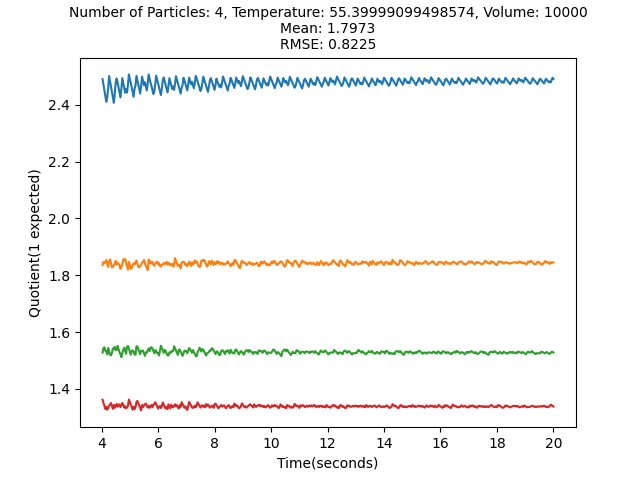 Number of Particles: 4, Temperature: 55.39999099498574, Volume: 10000
Mean: 1.7973
RMSE: 0.8225
Quotient(1 expected)
2.4
2.2
2.0
1.8
1.6
1.4
4 6 8 10 12 14 16 18 20
Time(seconds)